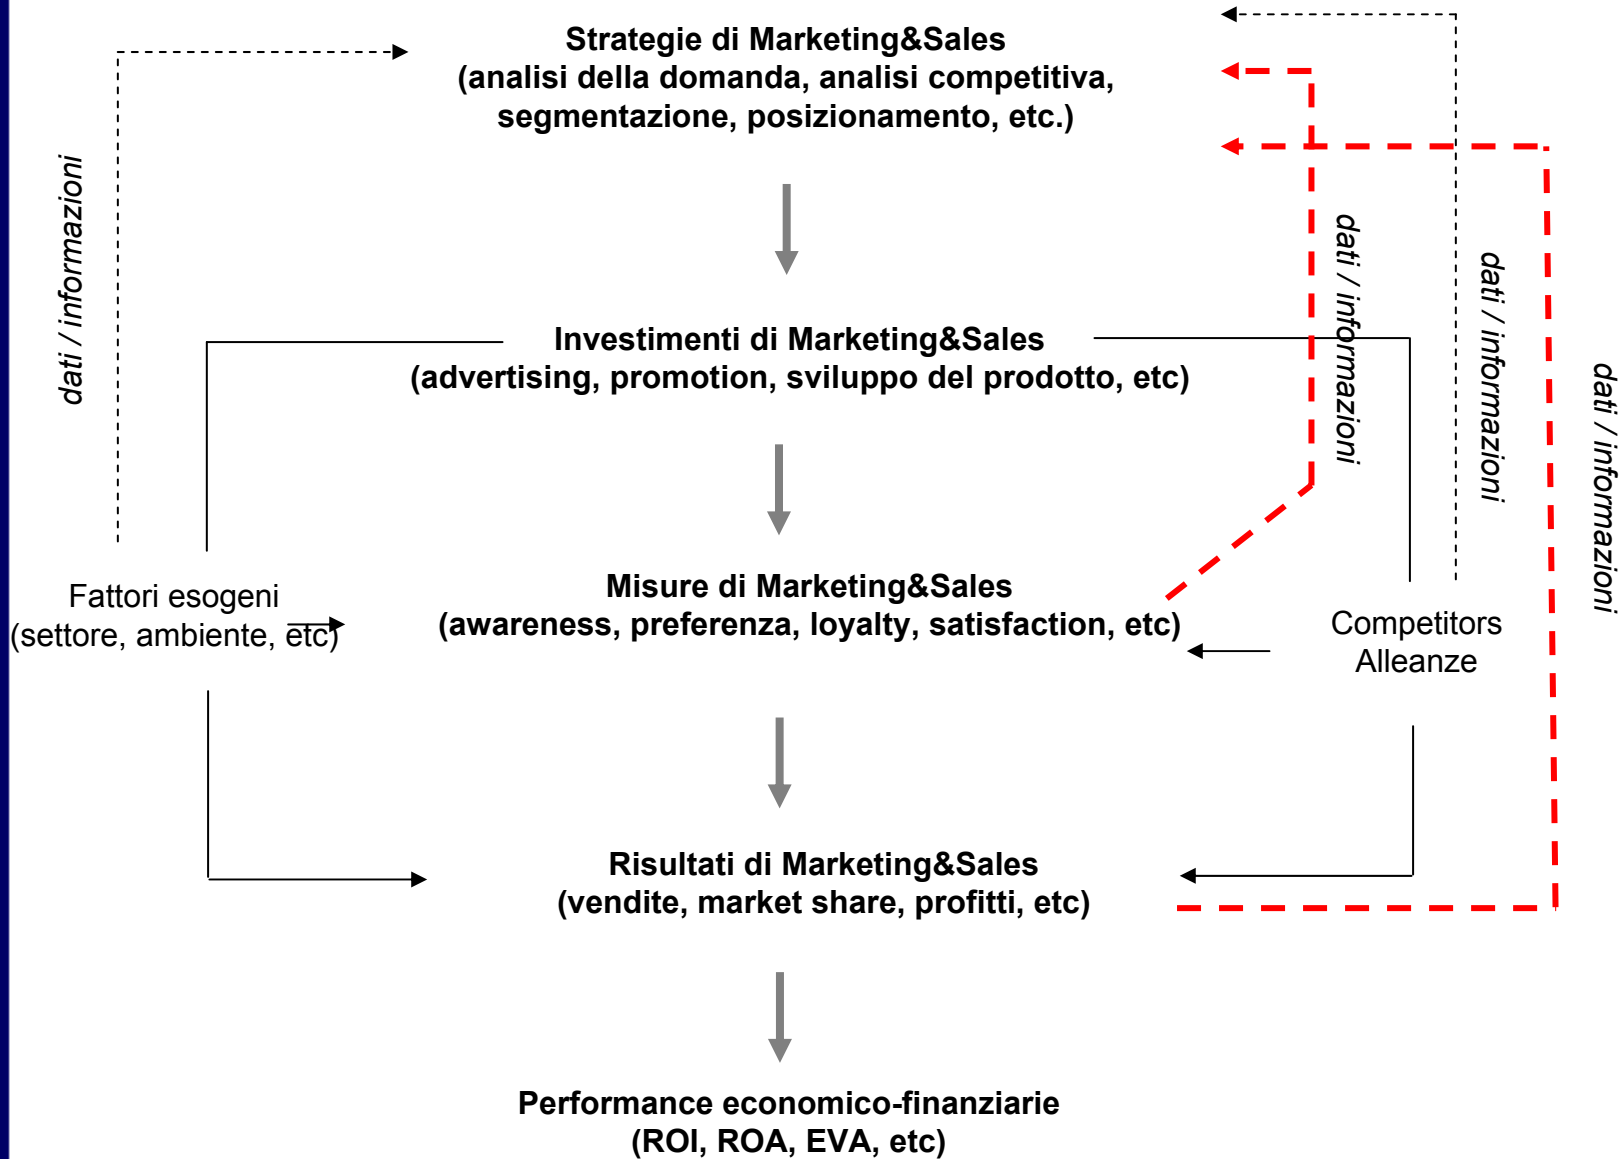 Strategie di Marketing&Sales
(analisi della domanda, analisi competitiva,
segmentazione, posizionamento, etc.)
dati / informazioni
dati / informazioni
dati / informazioni
dati / informazioni
Investimenti di Marketing&Sales
(advertising, promotion, sviluppo del prodotto, etc)
Fattori esogeni
(settore, ambiente, etc)
Misure di Marketing&Sales
(awareness, preferenza, loyalty, satisfaction, etc)
Competitors
Alleanze
Risultati di Marketing&Sales
(vendite, market share, profitti, etc)
Performance economico-finanziarie
(ROI, ROA, EVA, etc)